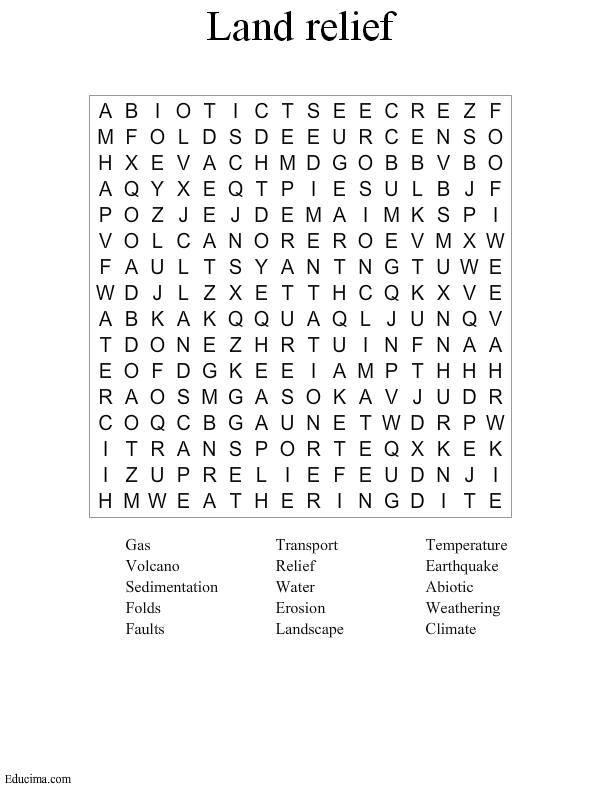 Land relief
A B I O T I C T S E E C R E Z F
M F O L D S D E E U R C E N S O
H X E V A C H M D G O B B V B O
A Q Y X E Q T P I E S U L B J F
P O Z J E J D E M A I M K S P I
V O L C A N O R E R O E V M X W
F A U L T S Y A N T N G T U W E
W D J L Z X E T T H C Q K X V E
A B K A K Q Q U A Q L J U N Q V
T D O N E Z H R T U I N F N A A
E O F D G K E E I A M P T H H H
R A O S M G A S O K A V J U D R
C O Q C B G A U N E T W D R P W
I T R A N S P O R T E Q X K E K
I Z U P R E L I E F E U D N J I
H M W E A T H E R I N G D I T E
Gas Transport Temperature
Volcano Relief Earthquake
Sedimentation Water Abiotic
Folds Erosion Weathering
Faults Landscape Climate
Educima.com